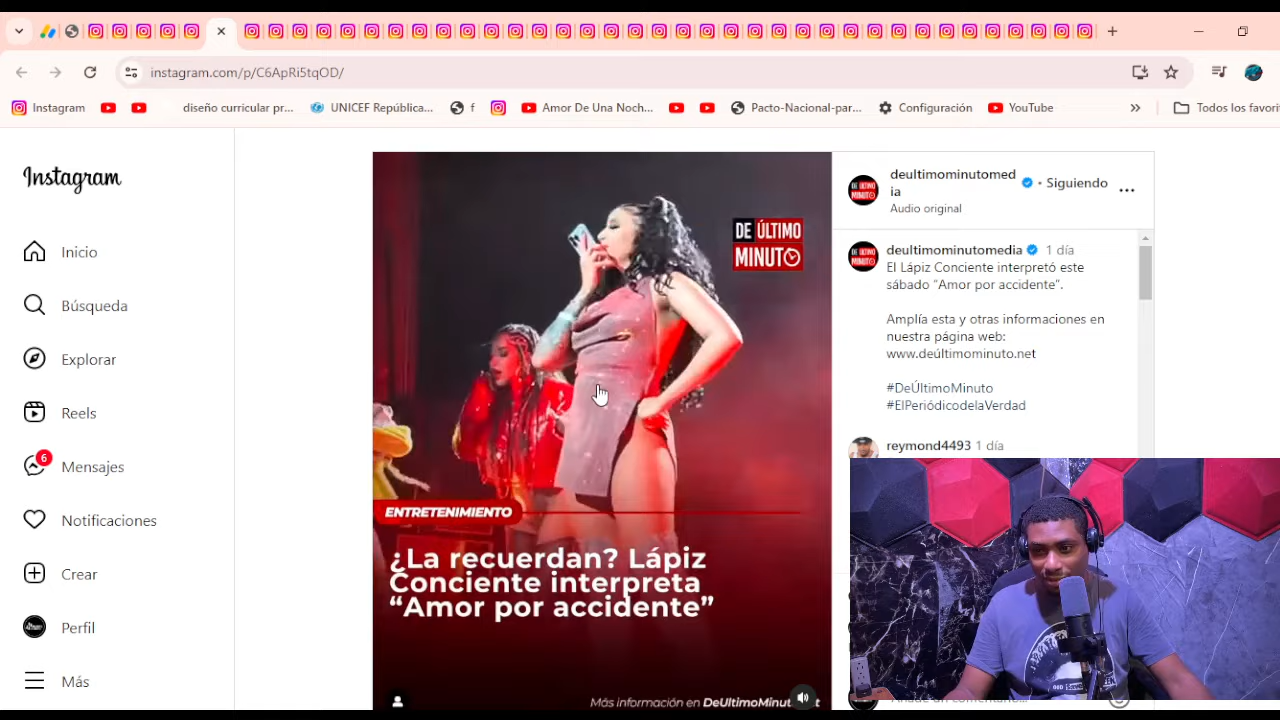 instagram.com/p/C6ApRi5tqOD/
Instagram
diseño curricular pr...
UNICEF Repúblic​a...
f
Amor De Una Noch...
Pacto-Nacional-par...
Configuración
YouTube
Todos los favori
Instagram
Inicio
Búsqueda
Explorar
Reels
6
Mensajes
Notificaciones
Crear
Perfil
Más
DE ÚLTIMO
MINUTO
ENTRETENIMIENTO
¿La recuerdan? Lápiz
Conciente interpreta
“Amor por accidente”
Más información en DeUltimoMinut
deultimominutomed
ia
• Siguiendo
Audio original
deultimominutomedia 1 día
El Lápiz Conciente interpretó este
sábado “Amor por accidente”.
Amplía esta y otras informaciones en
nuestra página web:
www.deúltimominuto.net
#DeÚltimoMinuto
#ElPeriódicodelaVerdad
reymond4493 1 día